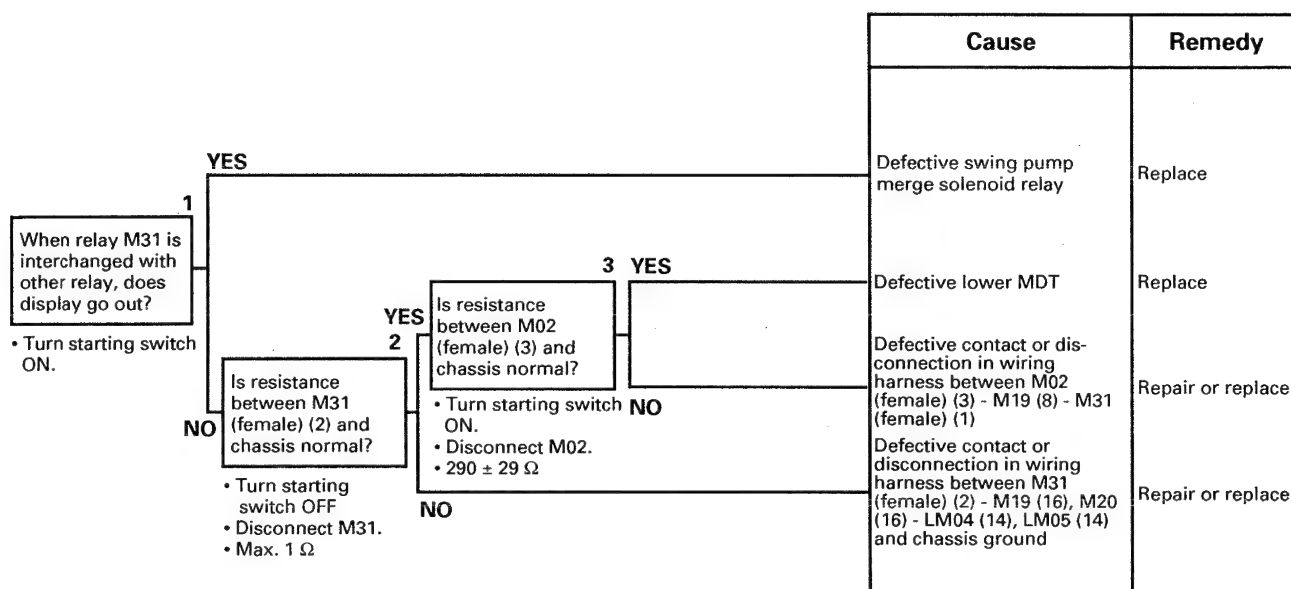 Cause
Remedy
YES
Defective swing pump
merge solenoid relay
Replace
1
When relay M31 is
interchanged with
other relay, does
display go out?
• Turn starting switch
ON.
3
YES
Defective lower MDT
Replace
YES
2
Is resistance
between M02
(female) (3) and
chassis normal?
• Turn starting switch
ON.
• Disconnect M02.
• 290 ± 29 Ω
NO
Defective contact or dis-
connection in wiring
harness between M02
(female) (3) - M19 (8) - M31
(female) (1)
Repair or replace
NO
Is resistance
between M31
(female) (2) and
chassis normal?
• Turn starting
switch OFF
• Disconnect M31.
• Max. 1 Ω
NO
Defective contact or
disconnection in wiring
harness between M31
(female) (2) - M19 (16), M20
(16) - LM04 (14), LM05 (14)
and chassis ground
Repair or replace